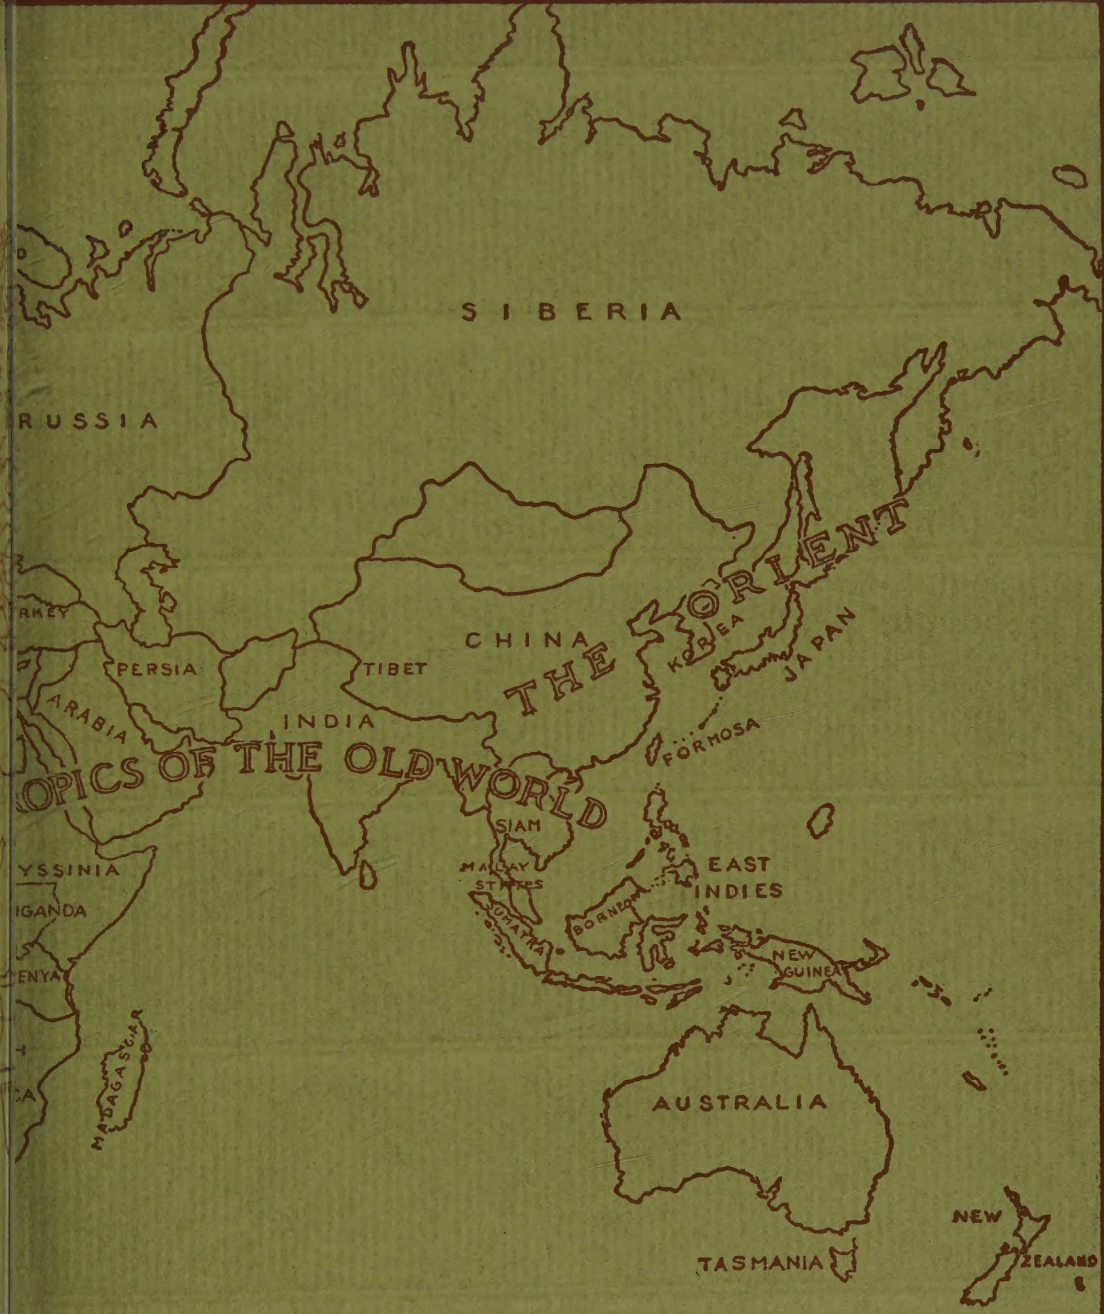 SIBERIA
RUSSIA
THE ORIENT
RKEY
CHINA
KOREA
JAPAN
PERSIA
TIBET
ARABIA
INDIA
FORMOSA
OPICS OF THE OLD WORLD
SIAM
YSSINIA
MALAY
STATES
EAST
INDIES
GANDA
SUMATRA
BORNEO
ENYA
NEW
GUINEA
MADAGASCAR
H
CA
AUSTRALIA
NEW
ZEALAND
TASMANIA